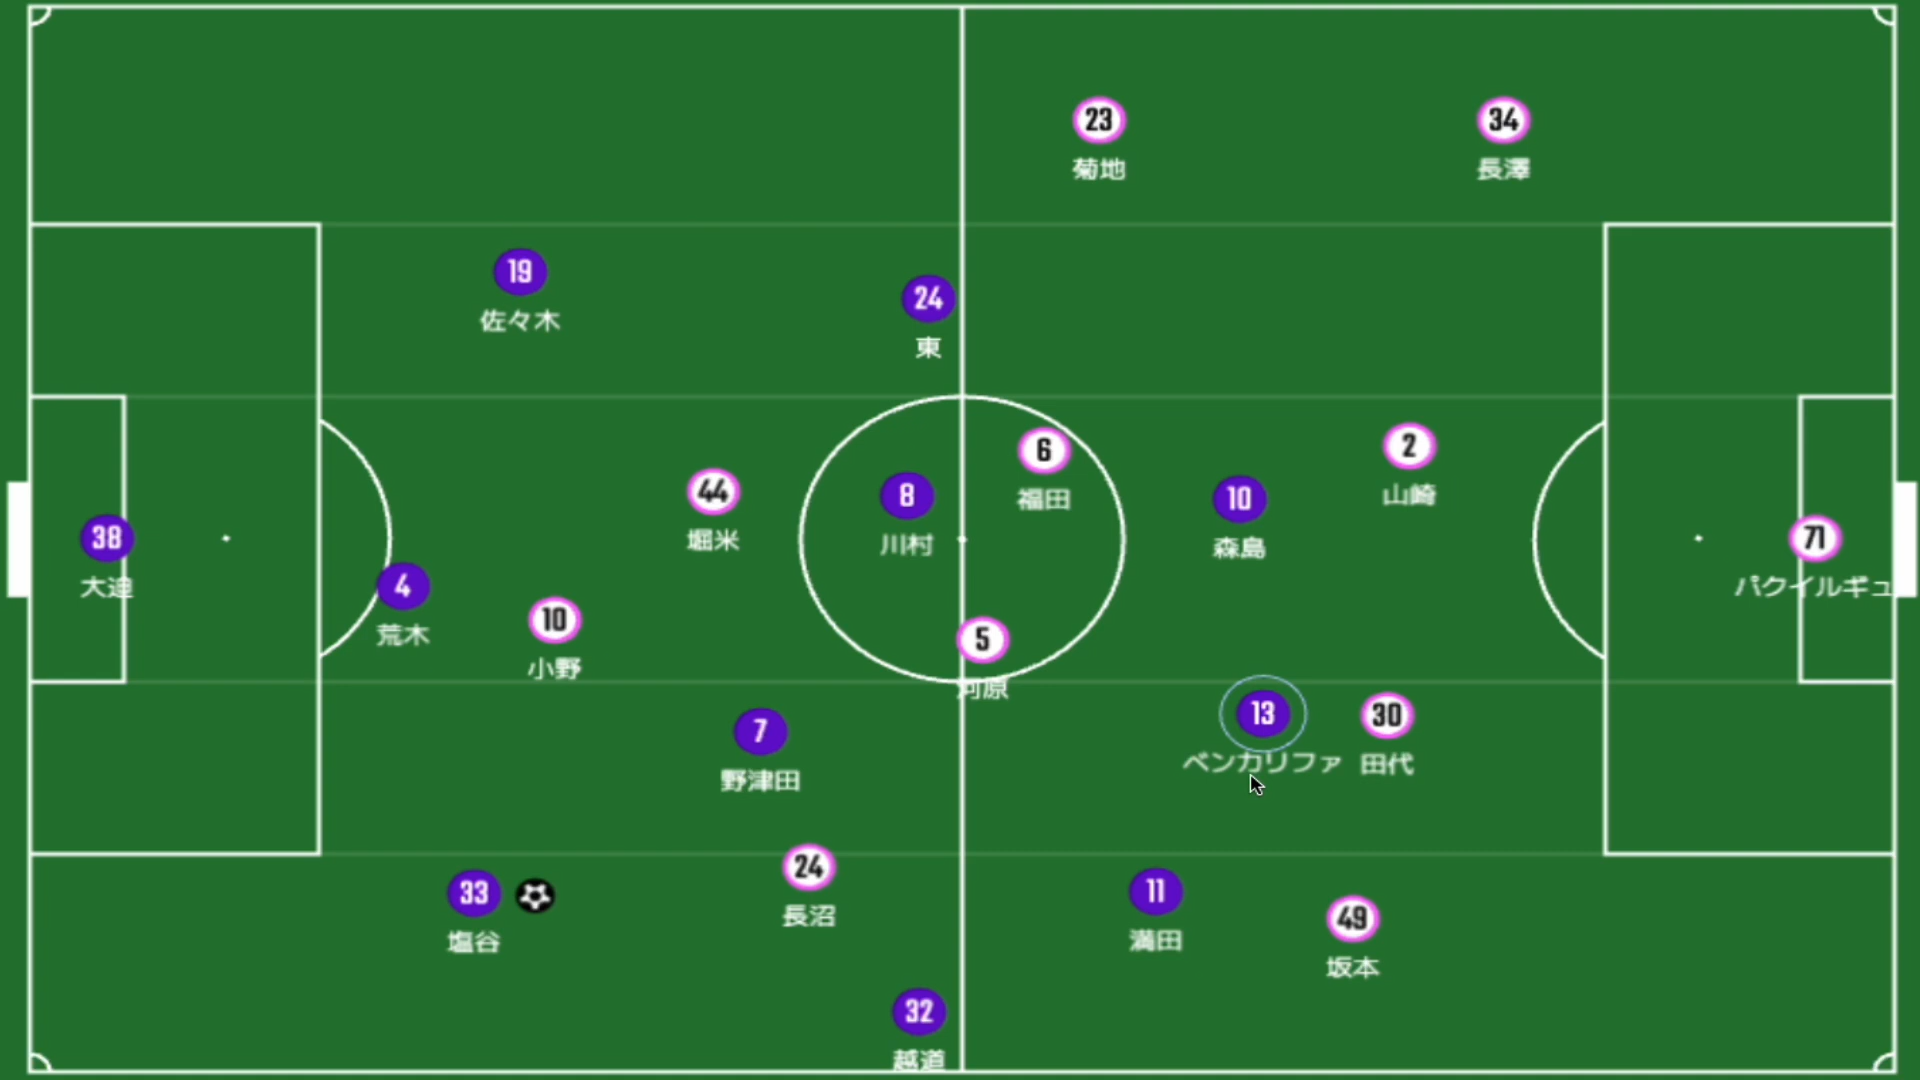 23
菊地
34
長澤
19
佐々木
24
東
6
福田
2
山崎
44
堀米
8
川村
10
森島
38
大迫
71
パクイルギュ
4
荒木
10
小野
5
河原
13
ベンカリファ
30
田代
7
野津田
24
長沼
33
塩谷
11
満田
49
坂本
32
越道